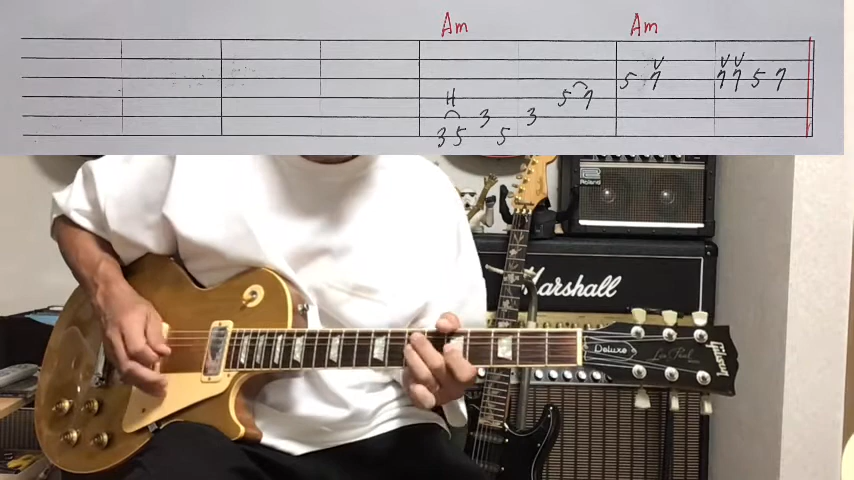 Am Am
H
3 5 3 5 3 5 7 5 7 7 7 5 7
Roland
Marshall
Deluxe
Les Paul
Gibson